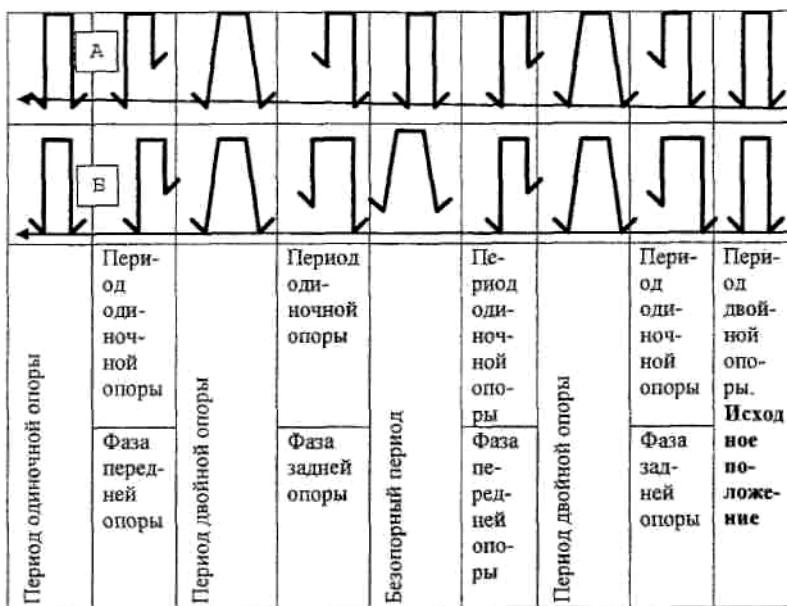 А
Б
Период одиночной опоры
Пери-
од
оди-
ноч-
ной
опоры
Фаза
перед-
ней
опоры
Период двойной опоры
Период
оди-
ночной
опоры
Фаза
задней
опоры
Безопорный период
Пе-
риод
оди-
ноч-
ной
опо-
ры
Фаза
пе-
ред-
ней
опо-
ры
Период двойной опоры
Пери-
од
оди-
ноч-
ной
опоры
Фаза
зад-
ней
опоры
Пери-
од
двой-
ной
опо-
ры.
Исход
ное
по-
ложе-
ние